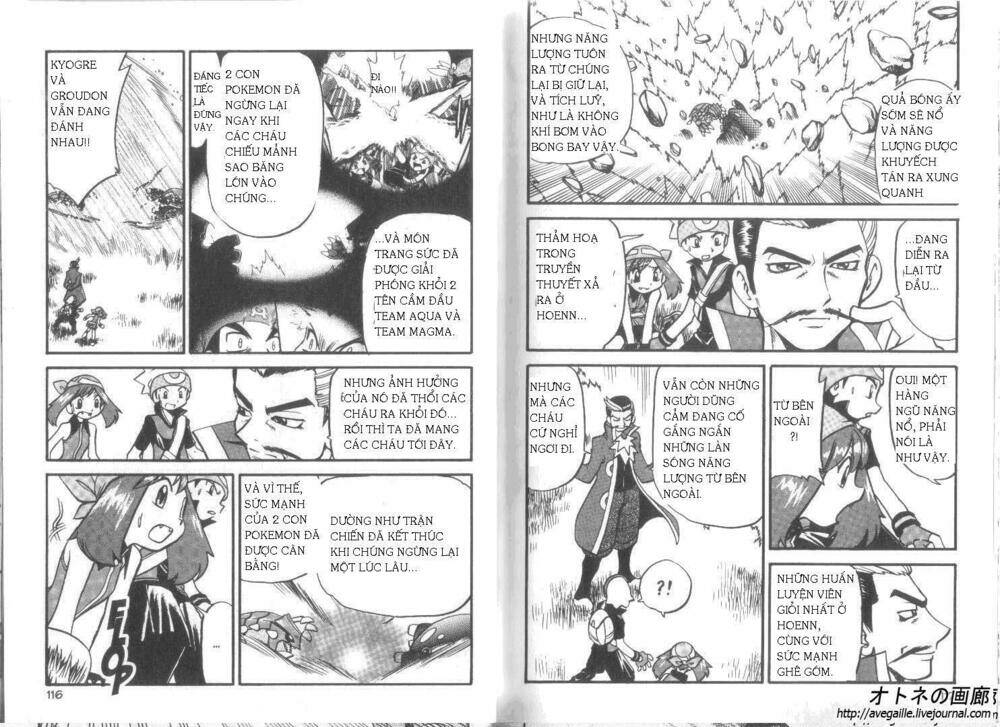 KYOGRE
VÀ
GROUDON
VẪN ĐANG
ĐÁNH
NHAU!!
ĐÁNG
TIẾC
LÀ
ĐÚNG
VẬY.
2 CON
POKEMON ĐÃ
NGỪNG LẠI
NGAY KHI
CÁC CHÁU
CHIẾU MẢNH
SAO BĂNG
LỚN VÀO
CHÚNG...
ĐI
NÀO!!
...VÀ MÓN
TRANG SỨC ĐÃ
ĐƯỢC GIẢI
PHÓNG KHỎI 2
TÊN CẦM ĐẦU
TEAM AQUA VÀ
TEAM MAGMA.
NHƯNG ẢNH HƯỞNG
CỦA NÓ ĐÃ THỔI CÁC
CHÁU RA KHỎI ĐÓ...
RỒI THÌ TA ĐÃ MANG
CÁC CHÁU TỚI ĐÂY.
VÀ VÌ THẾ,
SỨC MẠNH
CỦA 2 CON
POKEMON ĐÃ
ĐƯỢC CÂN
BẰNG!
DƯỜNG NHƯ TRẬN
CHIẾN ĐÃ KẾT THÚC
KHI CHÚNG NGỪNG LẠI
MỘT LÚC LÂU...
...
FLOP
116
NHƯNG NĂNG
LƯỢNG TUÔN
RA TỪ CHÚNG
LẠI BỊ GIỮ LẠI,
VÀ TÍCH LUỸ,
NHƯ LÀ KHÔNG
KHÍ BƠM VÀO
BONG BAY VẬY.
QUẢ BÓNG ẤY
SỚM SẼ NỔ
VÀ NĂNG
LƯỢNG ĐƯỢC
KHUYẾCH
TÁN RA XUNG
QUANH
THẢM HOẠ
TRONG
TRUYỀN
THUYẾT XẢ
RA Ở
HOENN...
...ĐANG
DIỄN RA
LẠI TỪ
ĐẦU...
NHƯNG
MÀ CÁC
CHÁU
CỨ NGHỈ
NGƠI ĐI.
VẪN CÒN NHỮNG
NGƯỜI DŨNG
CẢM ĐANG CỐ
GẮNG NGẮN
NHỮNG LÀN
SÓNG NĂNG
LƯỢNG TỪ BÊN
NGOÀI.
TỪ BÊN
NGOÀI
?!
OUI! MỘT
HÀNG
NGŨ NĂNG
NỔ, PHẢI
NÓI LÀ
NHƯ VẬY.
?!
NHỮNG HUẤN
LUYỆN VIÊN
GIỎI NHẤT Ở
HOENN,
CÙNG VỚI
SỨC MẠNH
GHÊ GỚM.
オトネの画廊
http://avegaille.livejournal.com